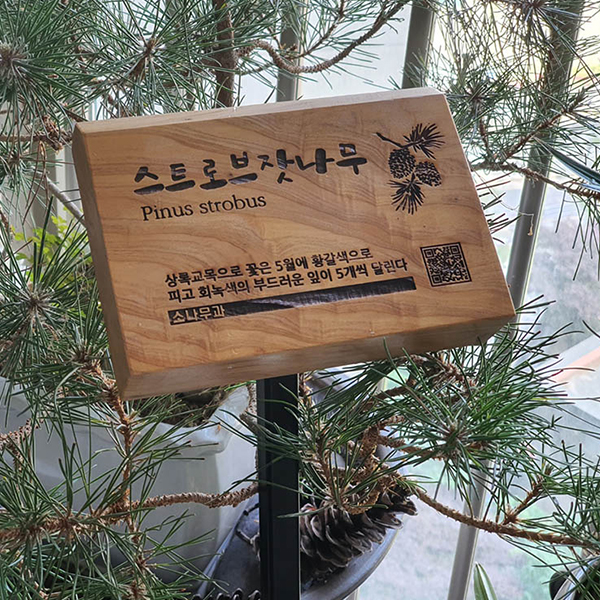 스트로브잣나무
Pinus strobus
상록교목으로 꽃은 5월에 황갈색으로
피고 회녹색의 부드러운 잎이 5개씩 달린다
소나무과